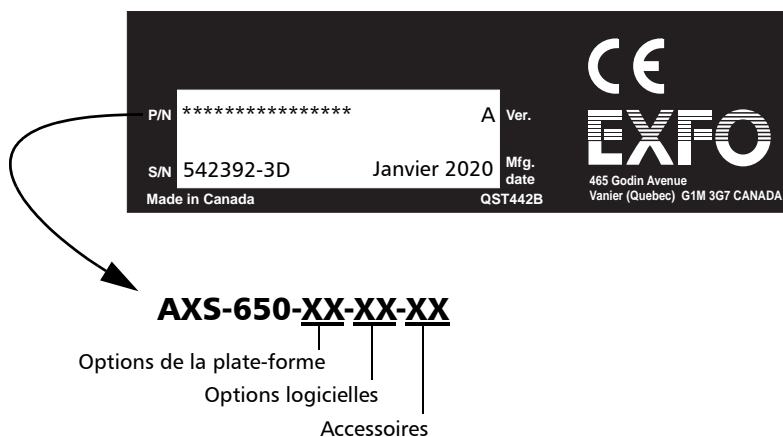 CE
EXFO
P/N *************** A Ver.
S/N 542392-3D Janvier 2020 Mfg. date
Made in Canada QST442B
465 Godin Avenue
Vanier (Quebec) G1M 3G7 CANADA
AXS-650-XX-XX-XX
Options de la plate-forme
Options logicielles
Accessoires